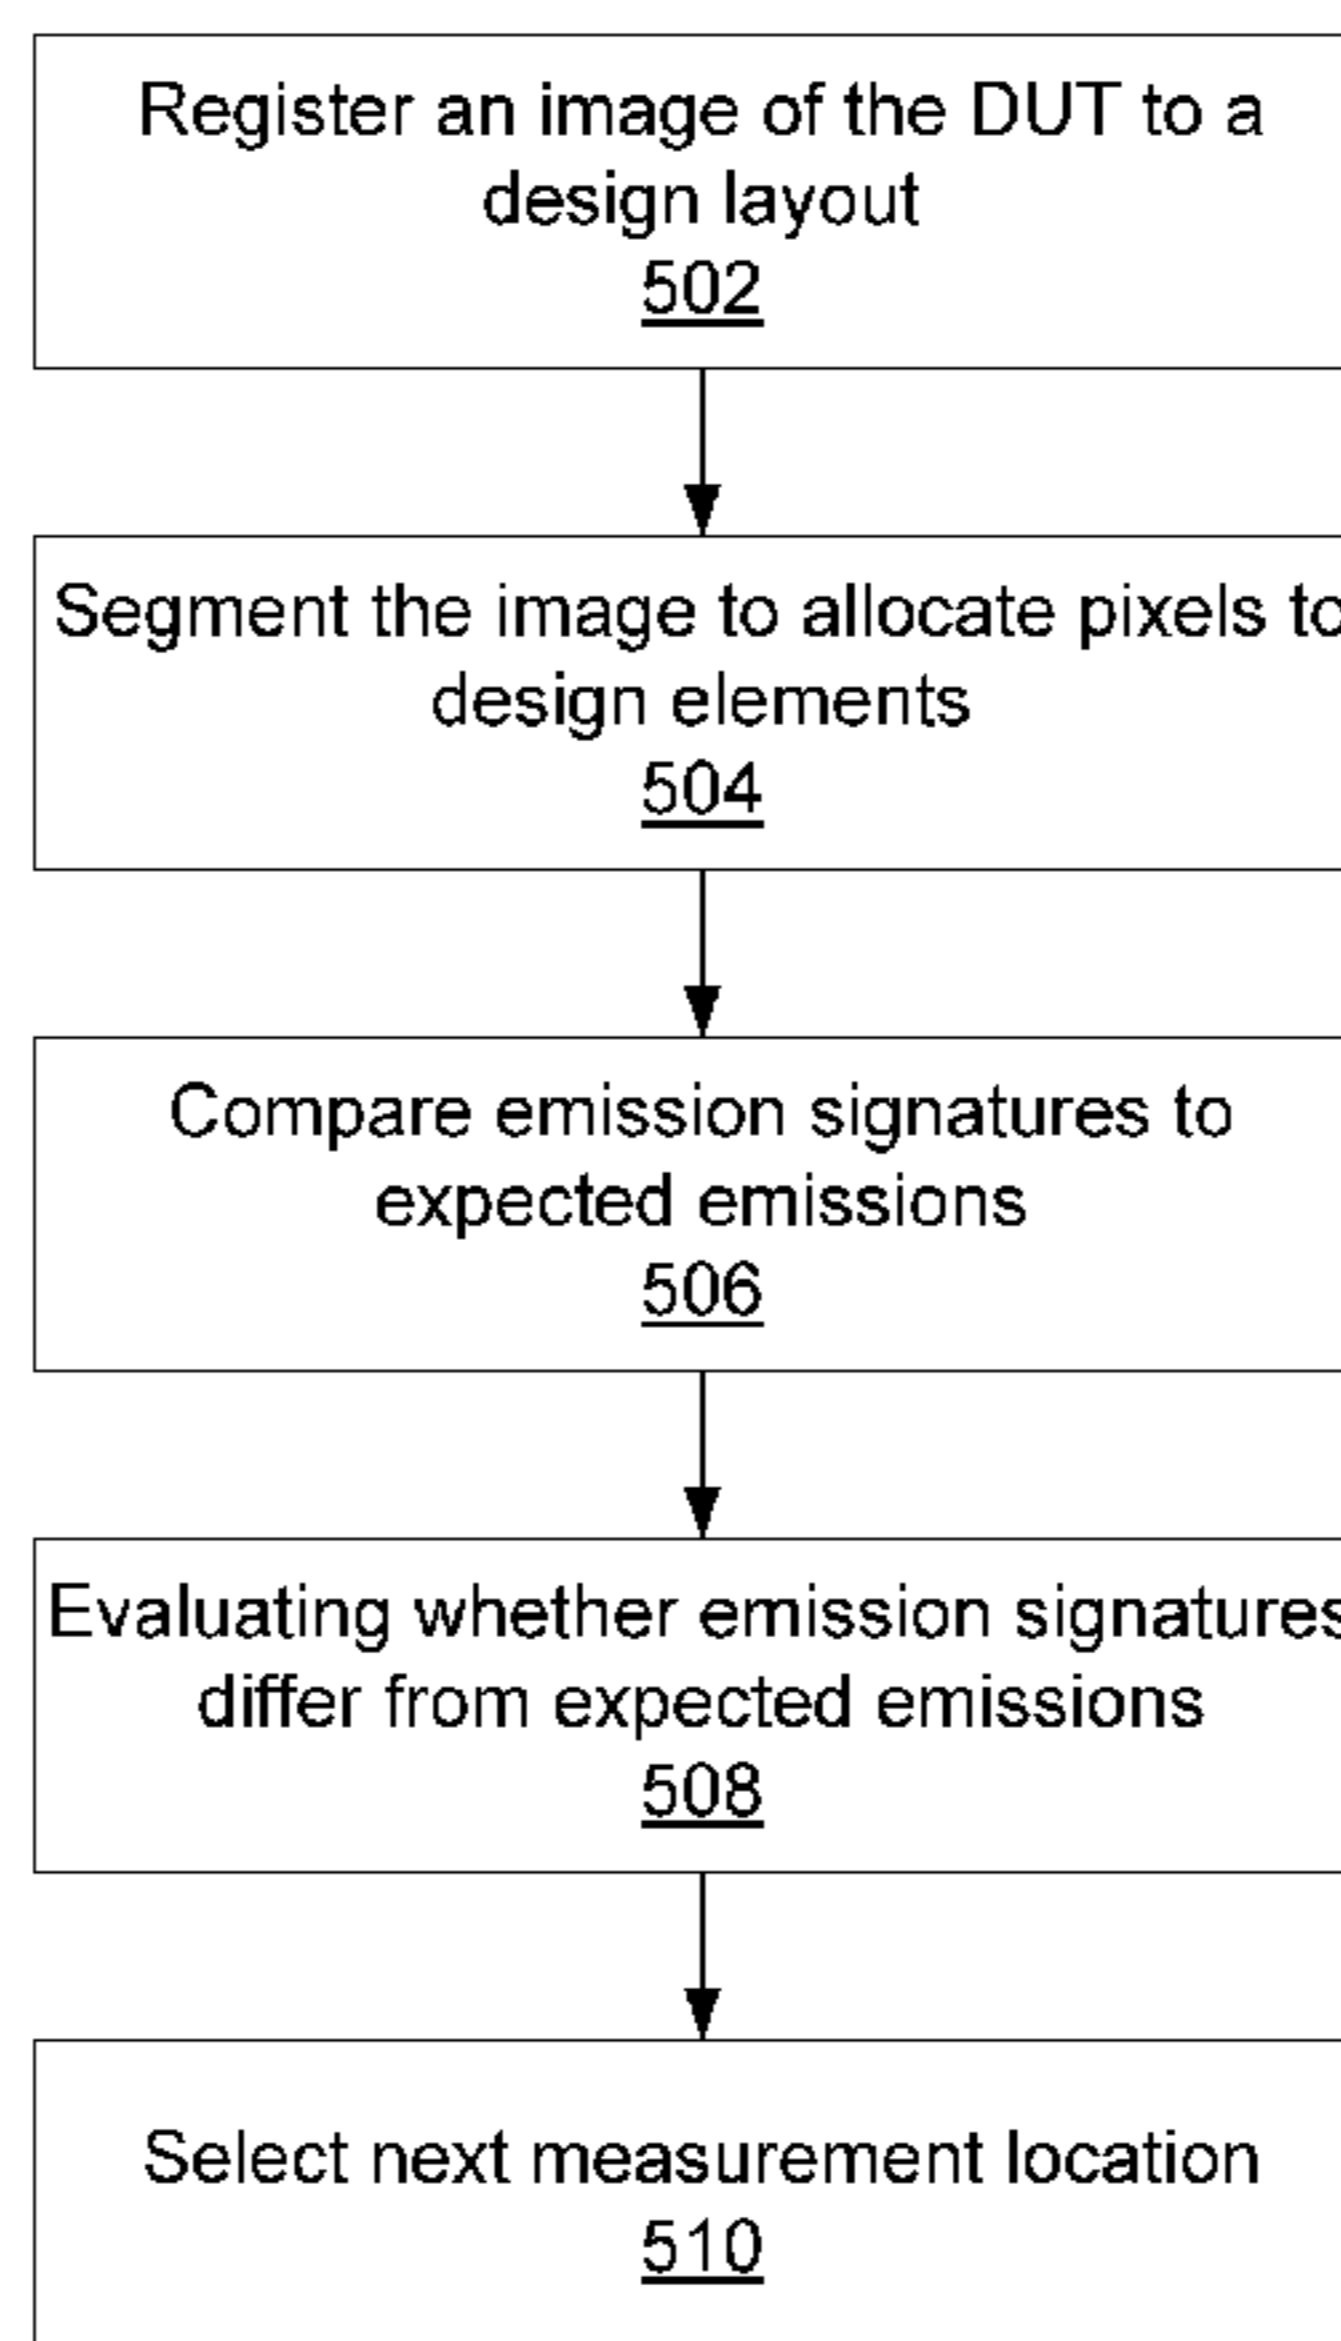 Register an image of the DUT to a
design layout
502
Segment the image to allocate pixels to
design elements
504
Compare emission signatures to
expected emissions
506
Evaluating whether emission signatures
differ from expected emissions
508
Select next measurement location
510